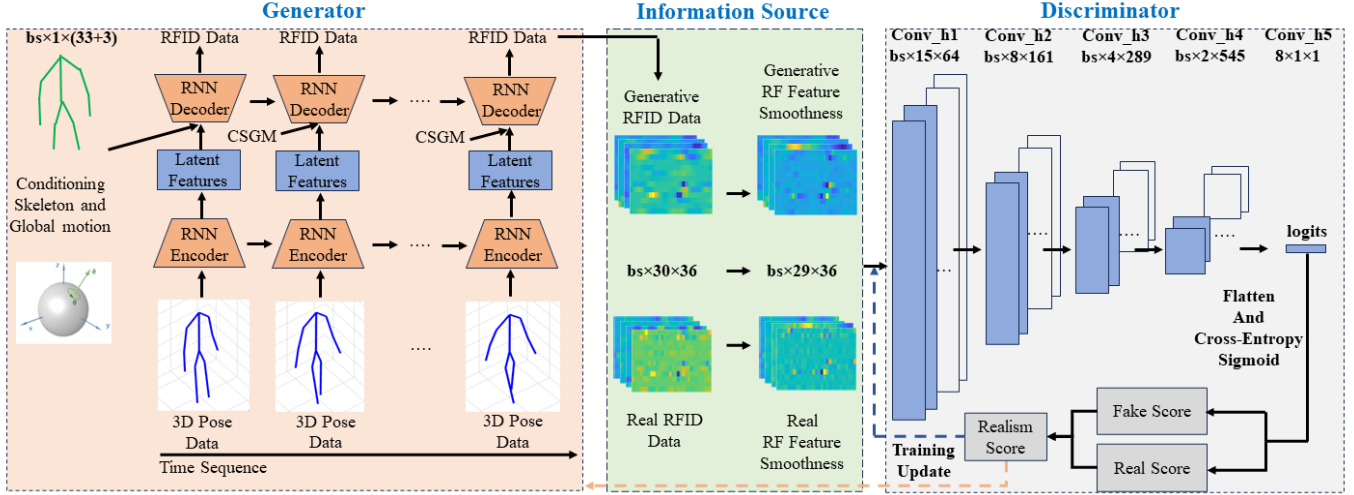 Generator
Information Source
Discriminator
bs×1×(33+3)
RFID Data
RFID Data
RFID Data
RNN
Decoder
RNN
Decoder
....
RNN
Decoder
CSGM
CSGM
Latent
Features
Latent
Features
Latent
Features
Conditioning
Skeleton and
Global motion
RNN
Encoder
RNN
Encoder
....
RNN
Encoder
z
x
y
....
3D Pose
Data
3D Pose
Data
3D Pose
Data
Time Sequence
Generative
RFID Data
Generative
RF Feature
Smoothness
bs×30×36
bs×29×36
Real RFID
Data
Real
RF Feature
Smoothness
Conv_h1
bs×15×64
Conv_h2
bs×8×161
Conv_h3
bs×4×289
Conv_h4
bs×2×545
Conv_h5
8×1×1
....
....
....
....
logits
Flatten
And
Cross-Entropy
Sigmoid
Fake Score
Realism
Score
Real Score
Training
Update